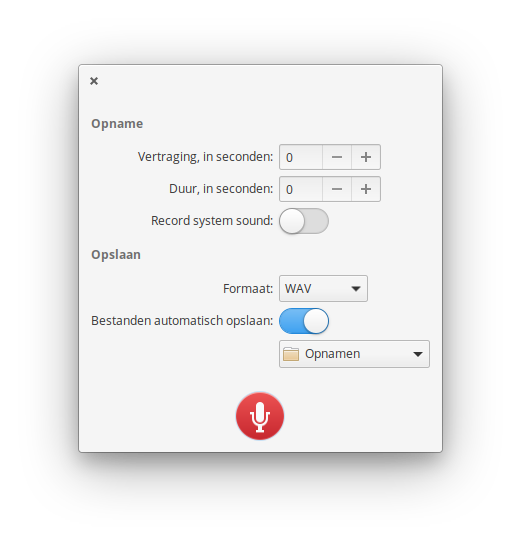 Opname
Vertraging, in seconden: 0
Duur, in seconden: 0
Record system sound:
Opslaan
Formaat: WAV
Bestanden automatisch opslaan:
Opnamen